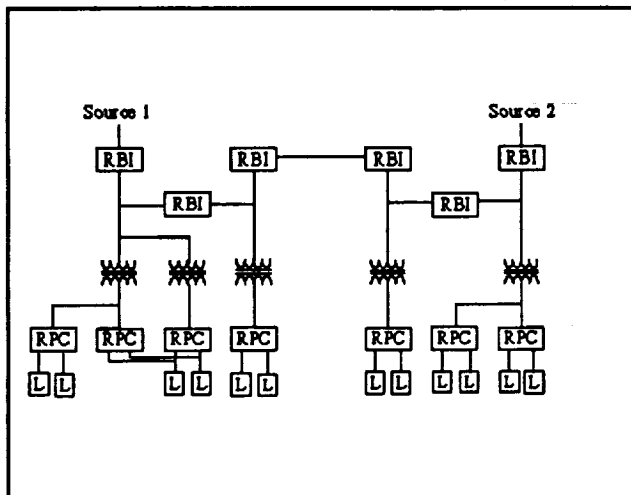 Source 1 Source 2
RBI RBI RBI RBI
RBI RBI
RPC RPC RPC RPC RPC RPC RPC
L L L L L L L L L L L L